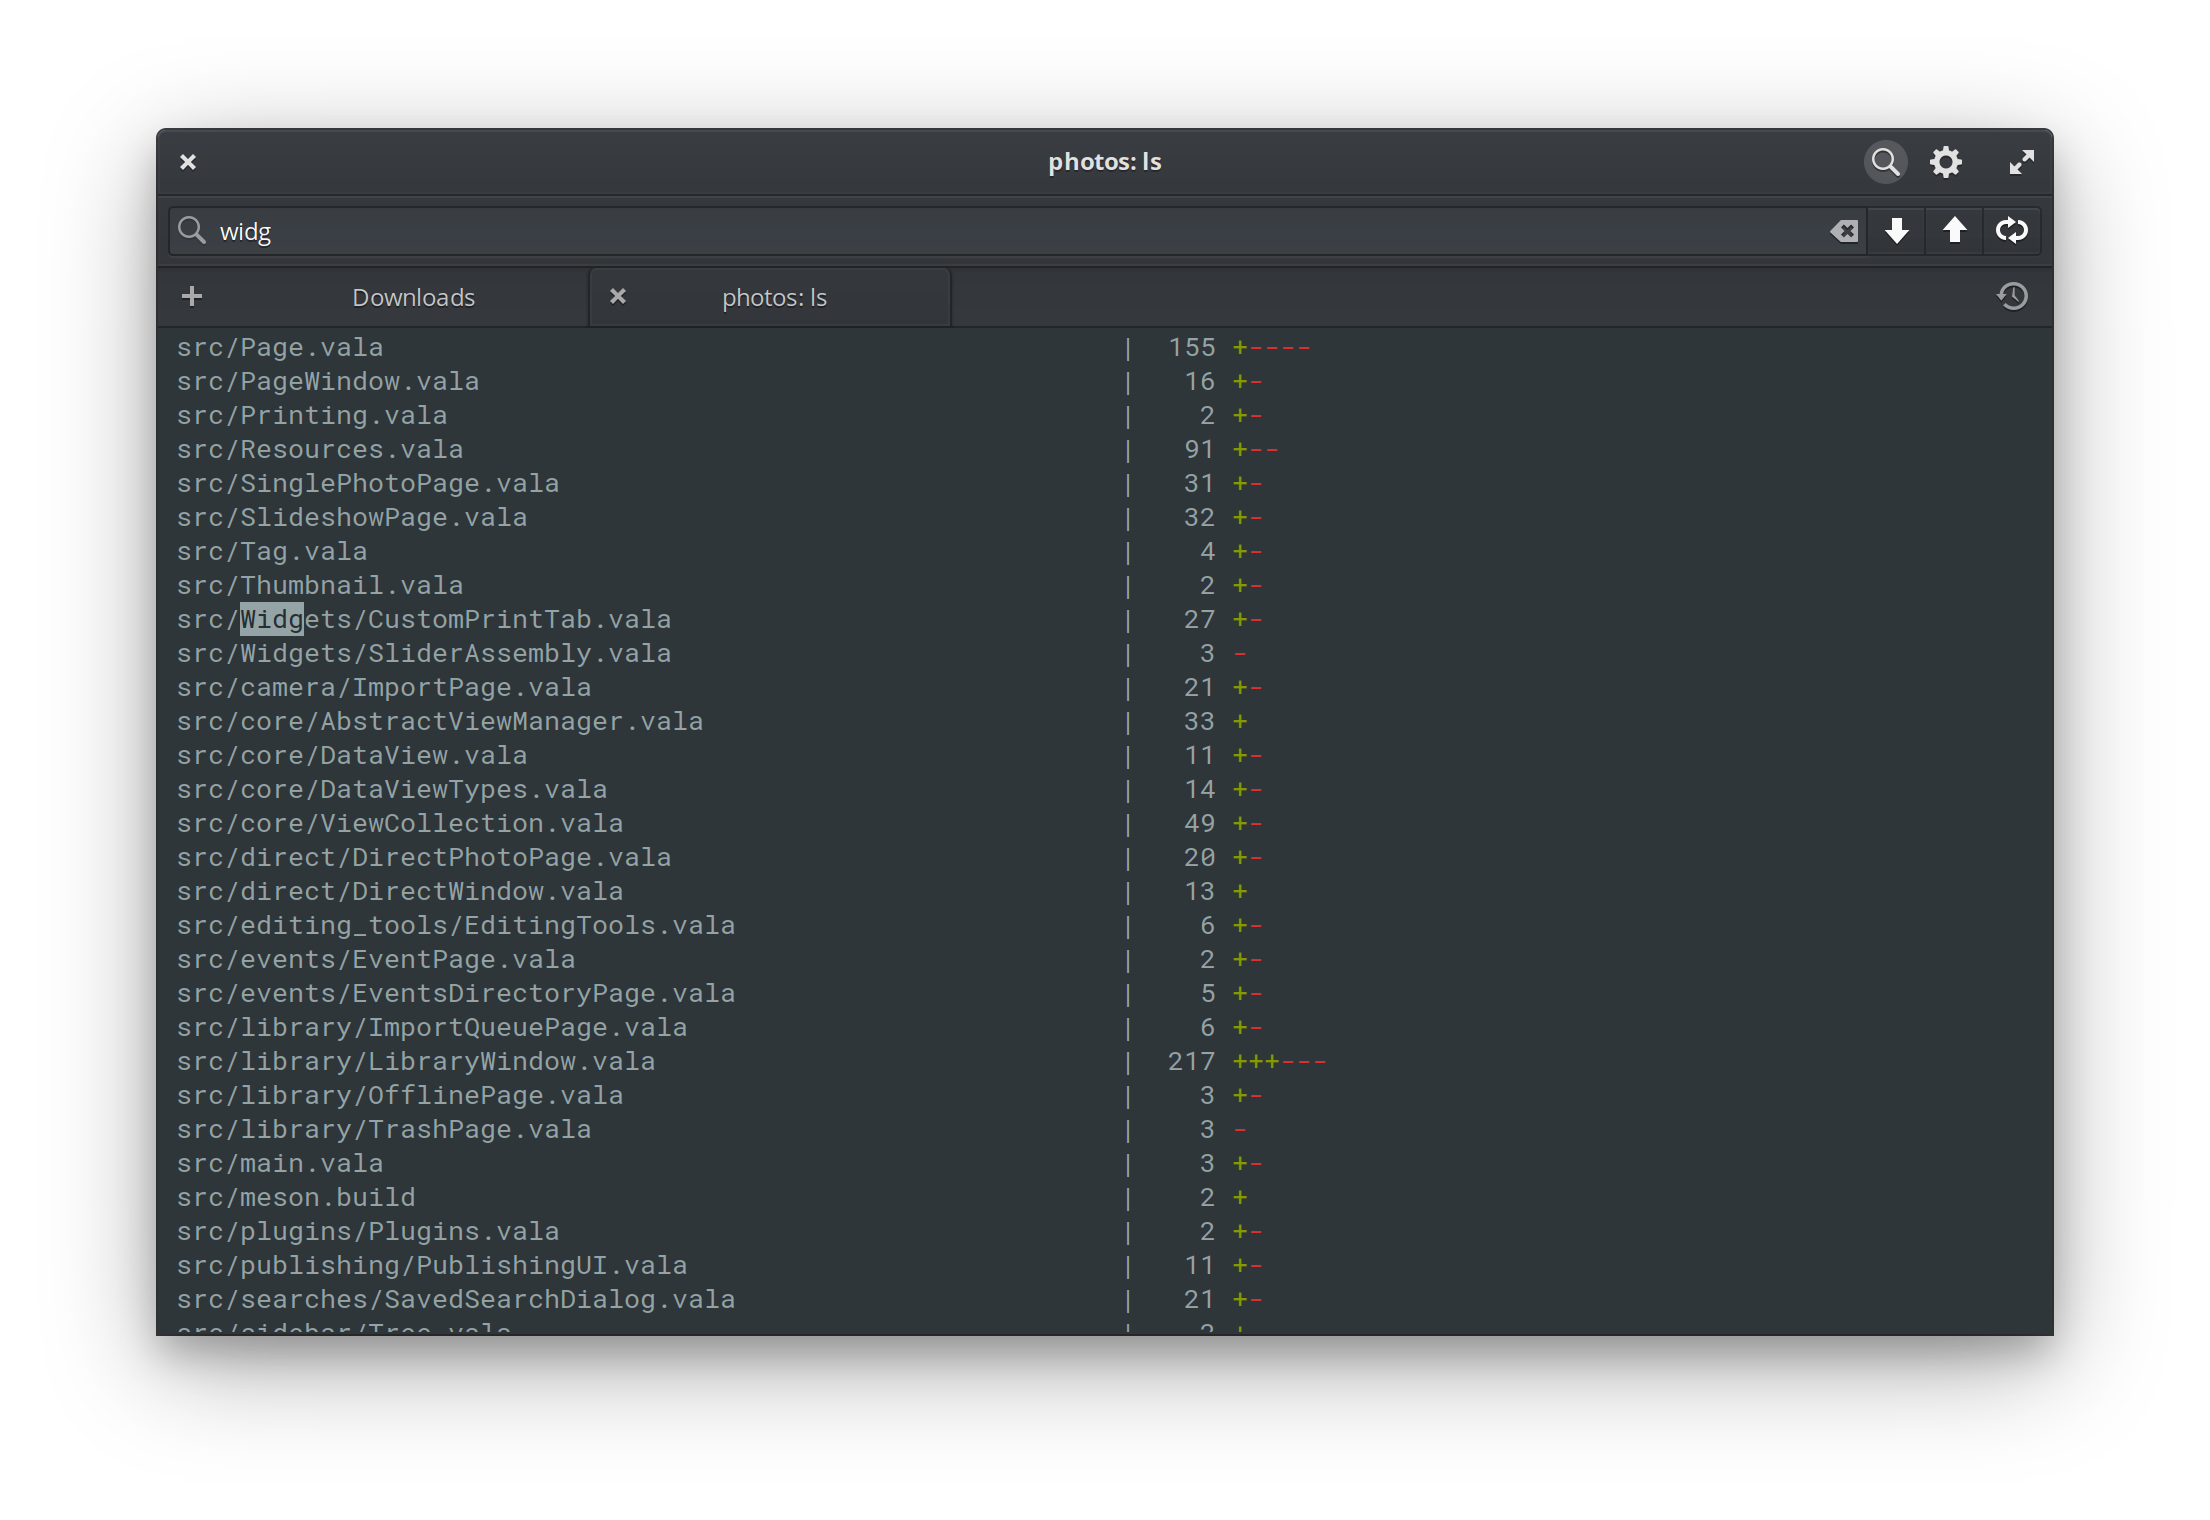 photos: ls
widg
Downloads
photos: ls
src/Page.vala | 155 +----
src/PageWindow.vala | 16 +-
src/Printing.vala | 2 +-
src/Resources.vala | 91 +--
src/SinglePhotoPage.vala | 31 +-
src/SlideshowPage.vala | 32 +-
src/Tag.vala | 4 +-
src/Thumbnail.vala | 2 +-
src/Widgets/CustomPrintTab.vala | 27 +-
src/Widgets/SliderAssembly.vala | 3 -
src/camera/ImportPage.vala | 21 +-
src/core/AbstractViewManager.vala | 33 +
src/core/DataView.vala | 11 +-
src/core/DataViewTypes.vala | 14 +-
src/core/ViewCollection.vala | 49 +-
src/direct/DirectPhotoPage.vala | 20 +-
src/direct/DirectWindow.vala | 13 +
src/editing_tools/EditingTools.vala | 6 +-
src/events/EventPage.vala | 2 +-
src/events/EventsDirectoryPage.vala | 5 +-
src/library/ImportQueuePage.vala | 6 +-
src/library/LibraryWindow.vala | 217 +++---
src/library/OfflinePage.vala | 3 +-
src/library/TrashPage.vala | 3 -
src/main.vala | 3 +-
src/meson.build | 2 +
src/plugins/Plugins.vala | 2 +-
src/publishing/PublishingUI.vala | 11 +-
src/searches/SavedSearchDialog.vala | 21 +-
src/sidebar/Tree.vala |